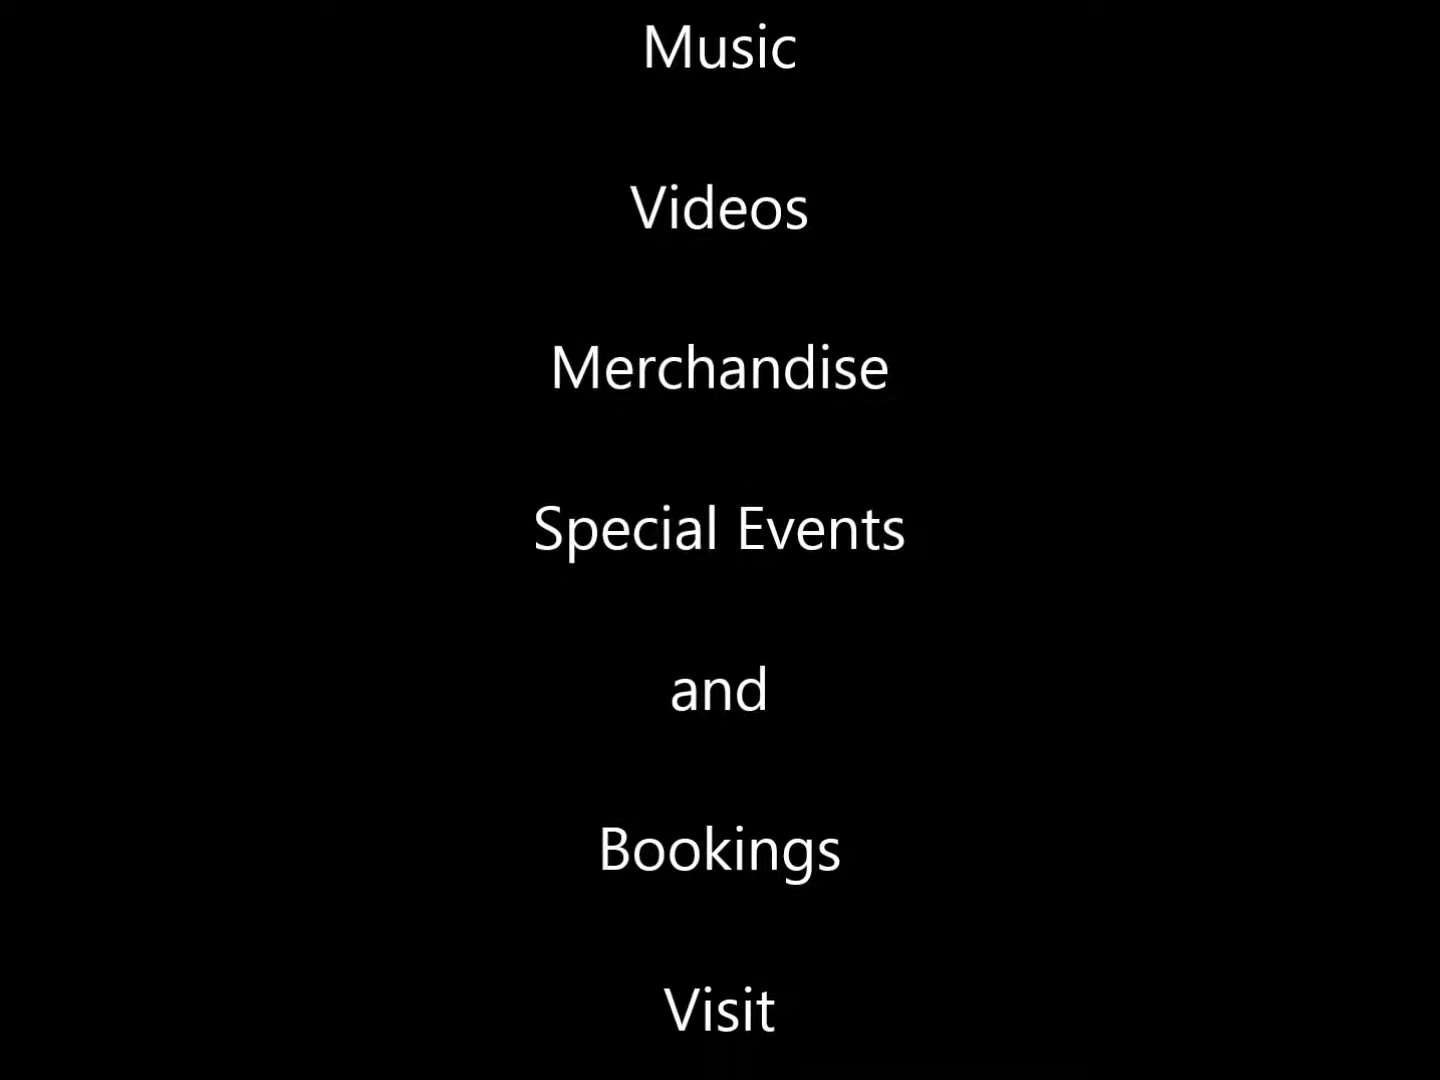 Music
Videos
Merchandise
Special Events
and
Bookings
Visit